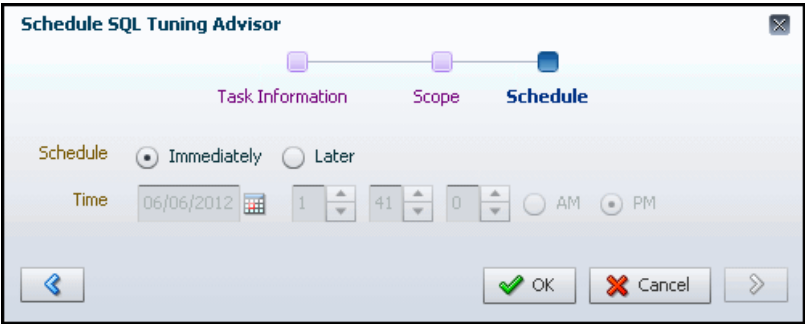 Schedule SQL Tuning Advisor
Task Information Scope Schedule
Schedule Immediately Later
Time 06/06/2012 1 41 0 AM PM
OK Cancel